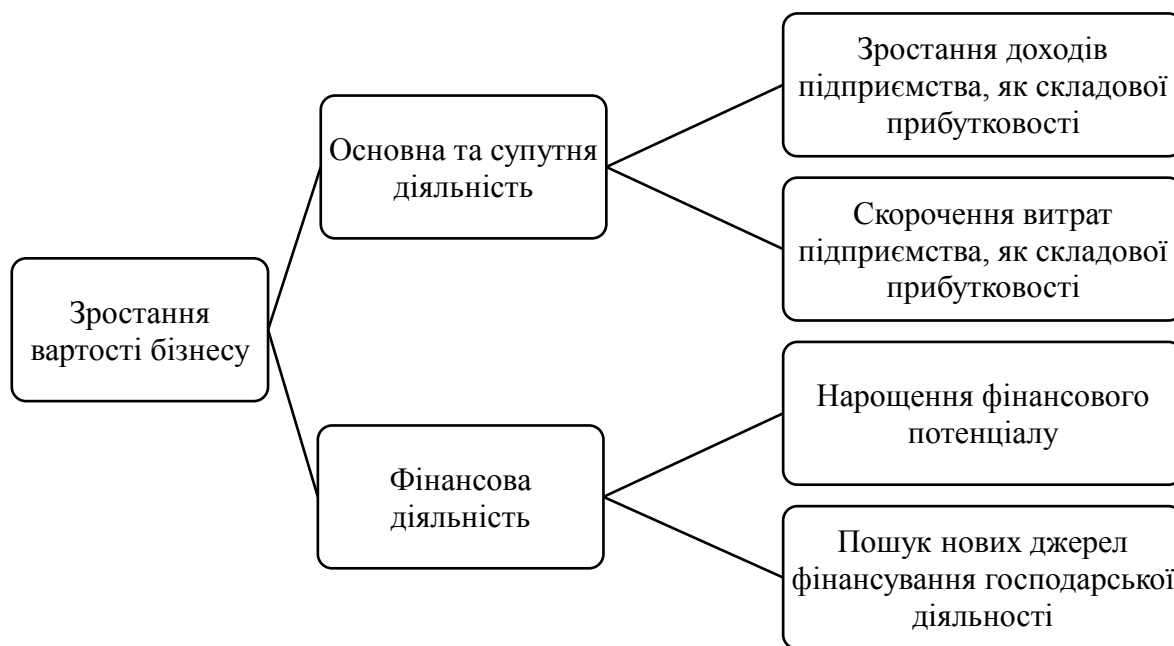 Зростання доходів
підприємства, як складової
прибутковості
Основна та супутня
діяльність
Скорочення витрат
підприємства, як складової
прибутковості
Зростання
вартості бізнесу
Нарощення фінансового
потенціалу
Фінансова
діяльність
Пошук нових джерел
фінансування господарської
діяльності